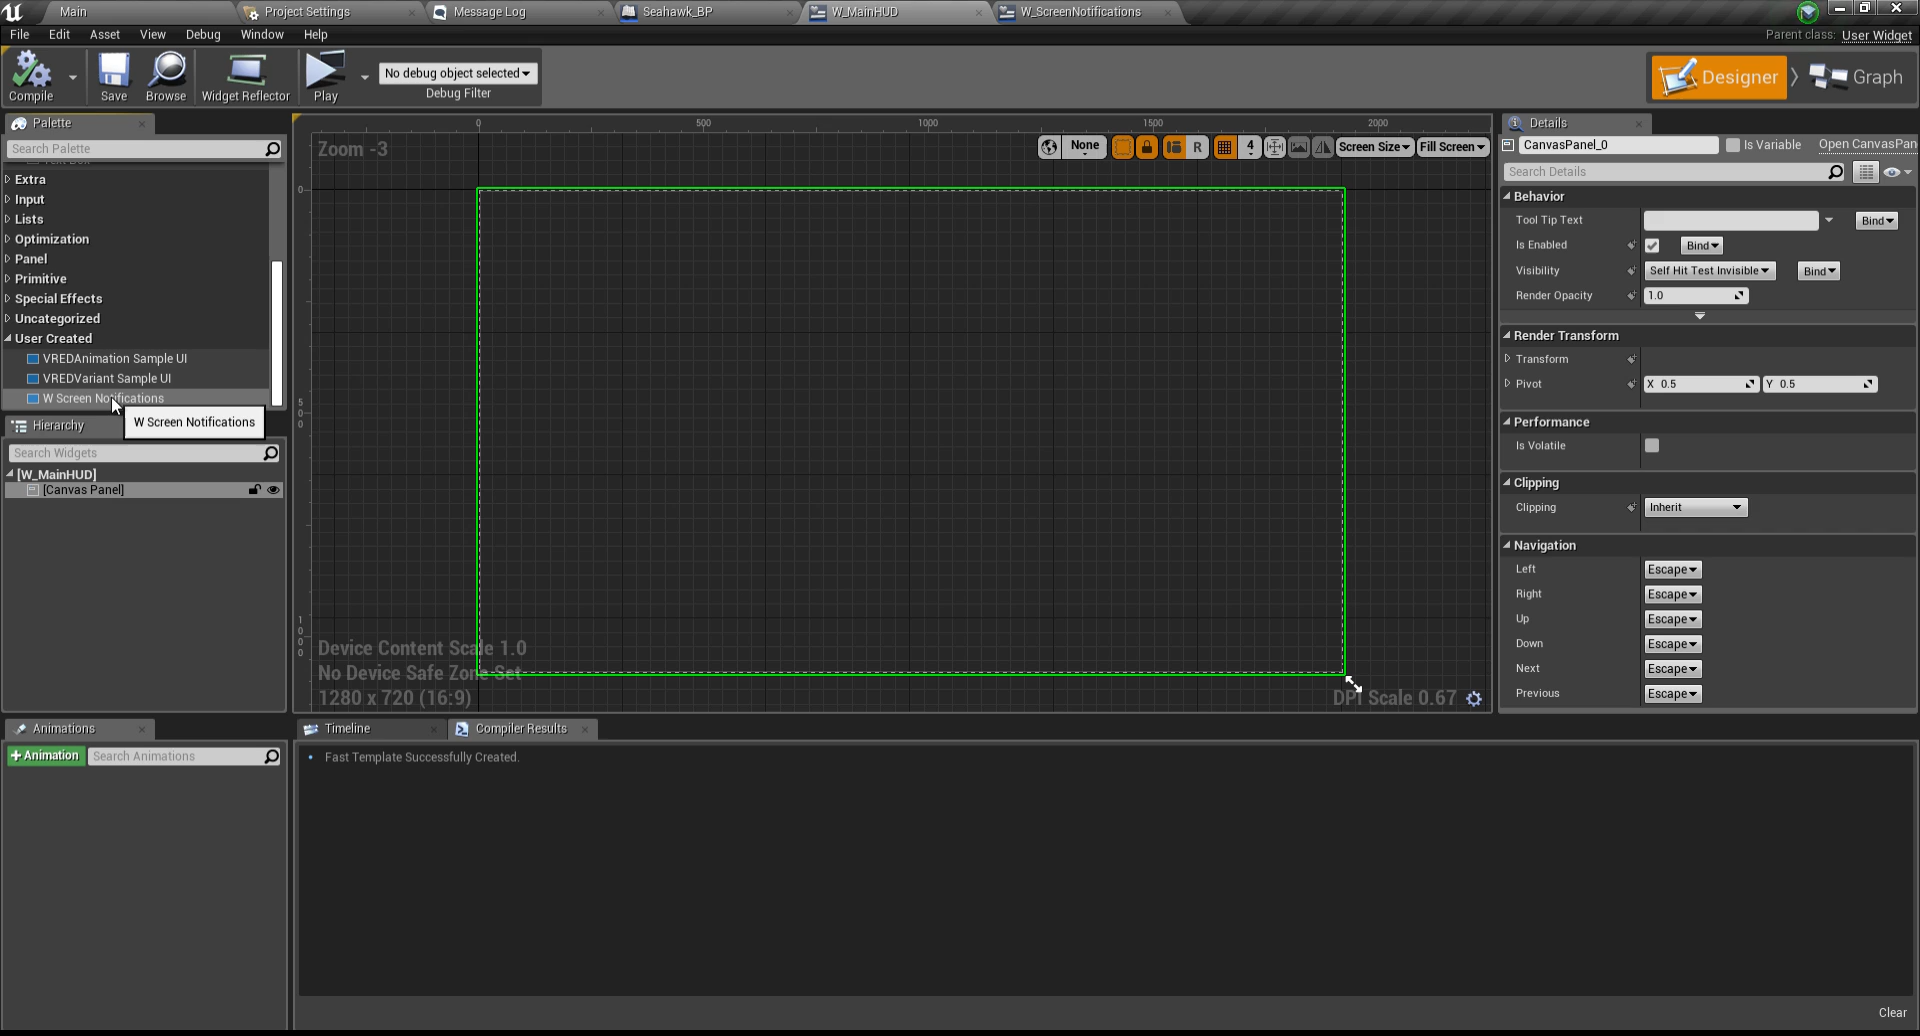 Main
Project Settings
Message Log
Seahawk_BP
W_MainHUD
W_ScreenNotifications
File Edit Asset View Debug Window Help
Parent class: User Widget
Compile
Save
Browse
Widget Reflector
Play
No debug object selected
Debug Filter
Designer
Graph
Palette
Search Palette
Text Box
Extra
Input
Lists
Optimization
Panel
Primitive
Special Effects
Uncategorized
User Created
VREDAnimation Sample UI
VREDVariant Sample UI
W Screen Notifications
W Screen Notifications
Hierarchy
Search Widgets
[W_MainHUD]
[Canvas Panel]
0 500 1000 1500 2000
Zoom -3
None
R
4
Screen Size
Fill Screen
0
500
1000
Device Content Scale 1.0
No Device Safe Zone Set
1280 x 720 (16:9)
DPI Scale 0.67
Details
CanvasPanel_0
Is Variable
Open CanvasPan
Search Details
Behavior
Tool Tip Text
Bind
Is Enabled
Bind
Visibility
Self Hit Test Invisible
Bind
Render Opacity
1.0
Render Transform
Transform
Pivot
X 0.5
Y 0.5
Performance
Is Volatile
Clipping
Clipping
Inherit
Navigation
Left
Escape
Right
Escape
Up
Escape
Down
Escape
Next
Escape
Previous
Escape
Animations
+Animation
Search Animations
Timeline
Compiler Results
• Fast Template Successfully Created.
Clear